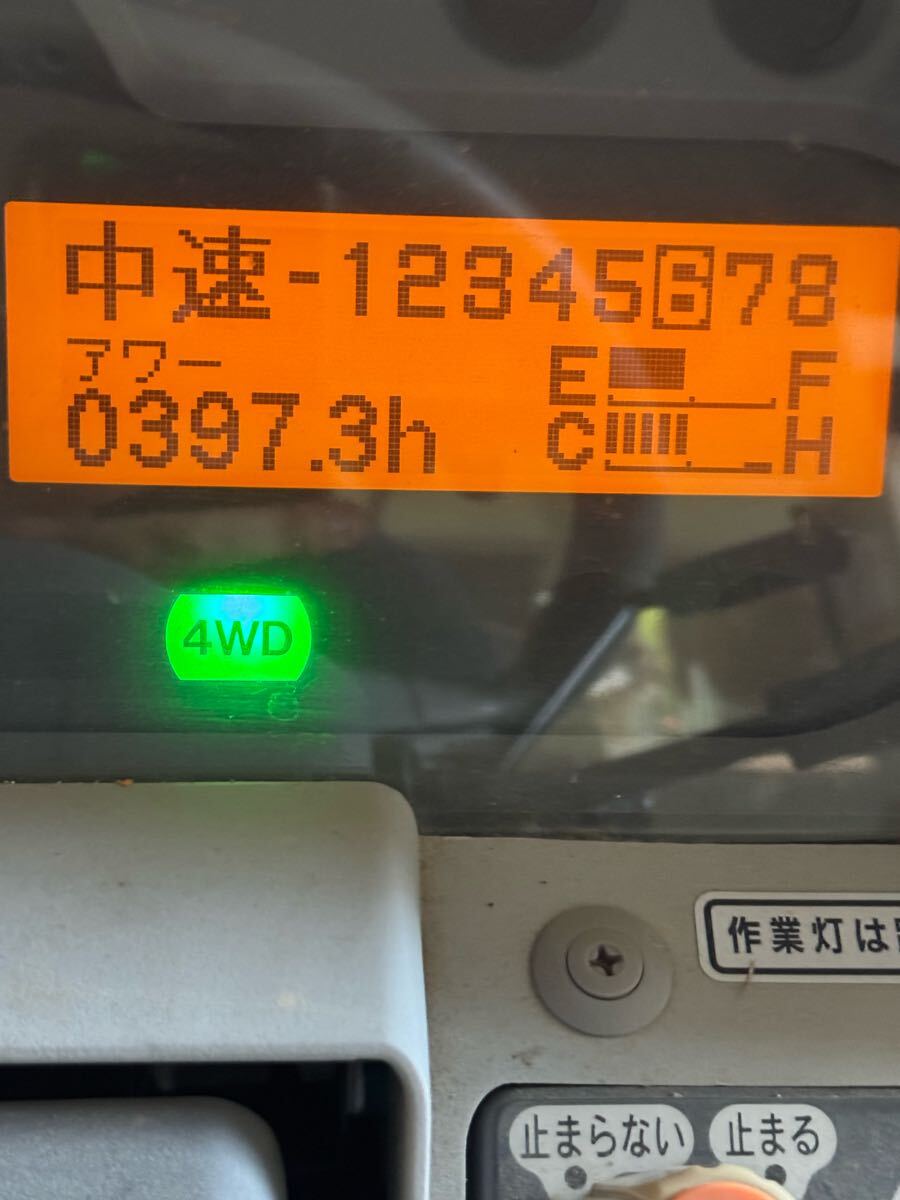 中速-12345678
アワー E F
0397.3h C H
4WD
作業灯は
止まらない 止まる